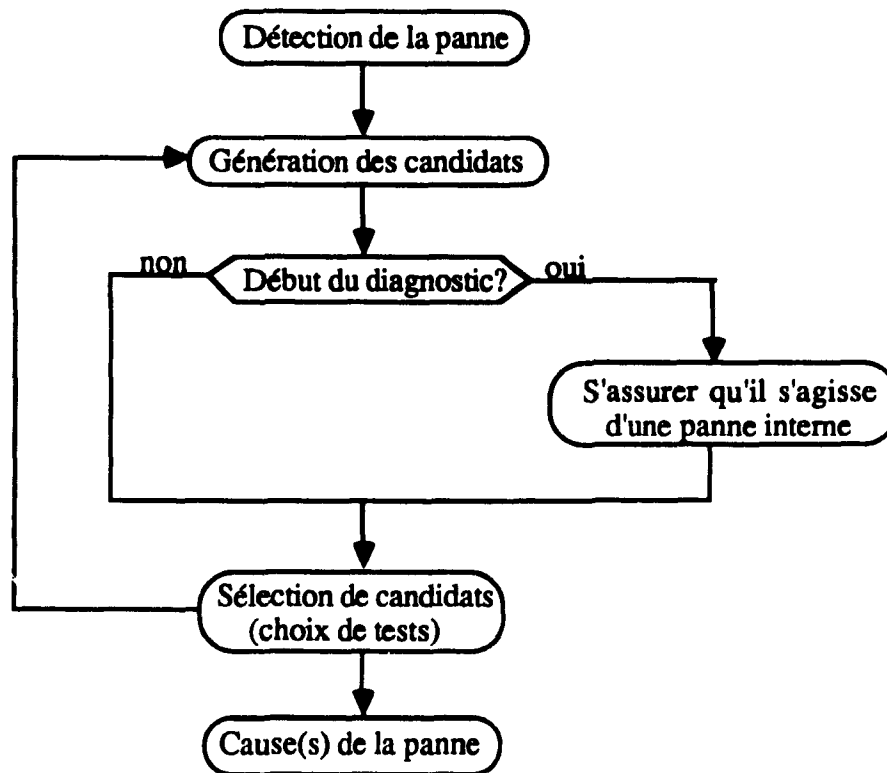 Détection de la panne
Génération des candidats
non
Début du diagnostic?
oui
S'assurer qu'il s'agisse
d'une panne interne
Sélection de candidats
(choix de tests)
Cause(s) de la panne